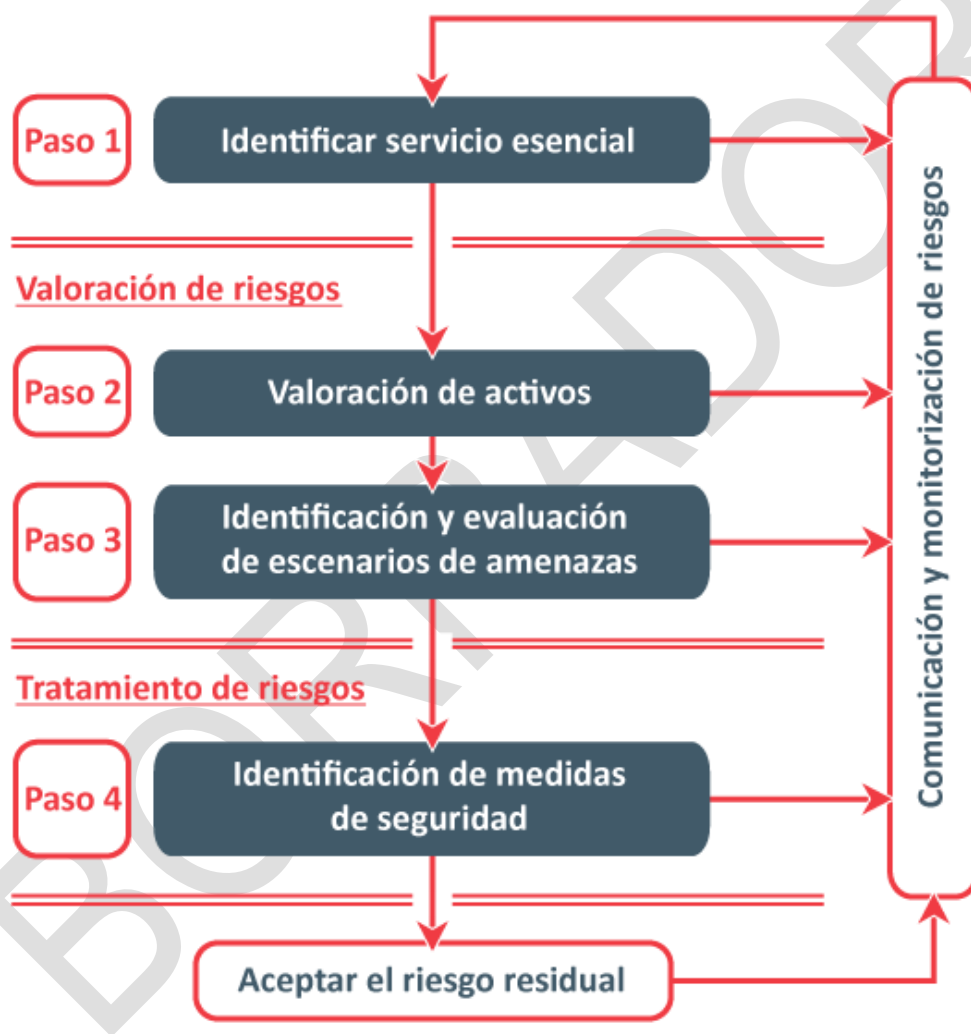 Paso 1
Identificar servicio esencial
Valoración de riesgos
Paso 2
Valoración de activos
Paso 3
Identificación y evaluación
de escenarios de amenazas
Tratamiento de riesgos
Paso 4
Identificación de medidas
de seguridad
Aceptar el riesgo residual
Comunicación y monitorización de riesgos
BORRADOR